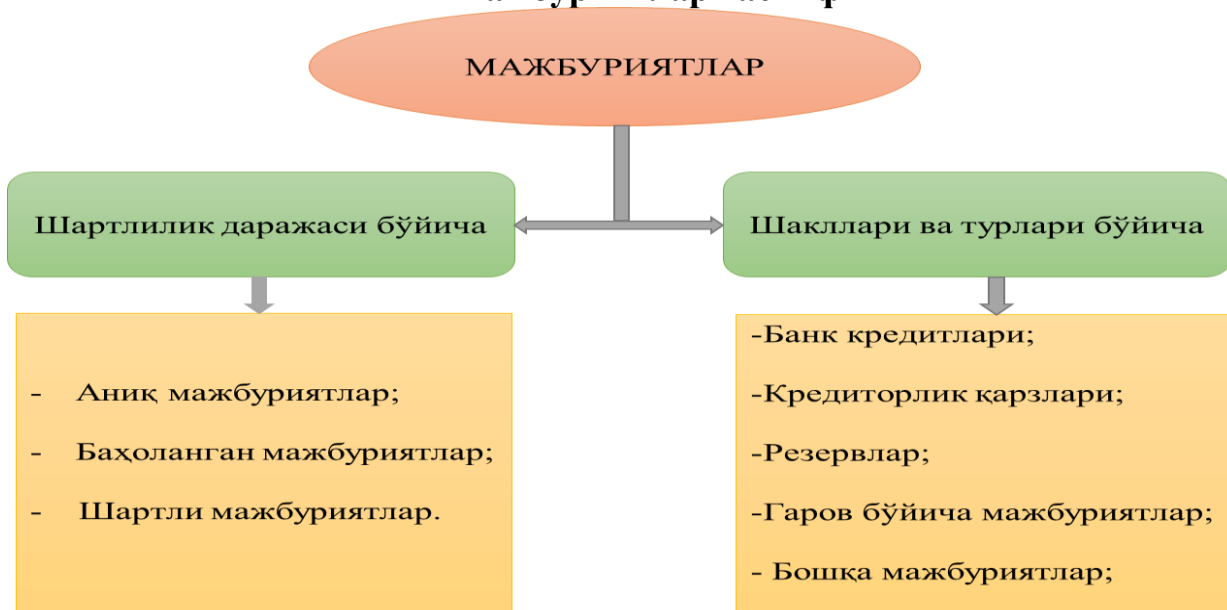 МАЖБУРИЯТЛАР
Шартлилик даражаси бўйича
Шакллари ва турлари бўйича
- Аниқ мажбуриятлар;
- Баҳоланган мажбуриятлар;
- Шартли мажбуриятлар.
-Банк кредитлари;
-Кредиторлик қарзлари;
-Резервлар;
-Гаров бўйича мажбуриятлар;
- Бошқа мажбуриятлар;